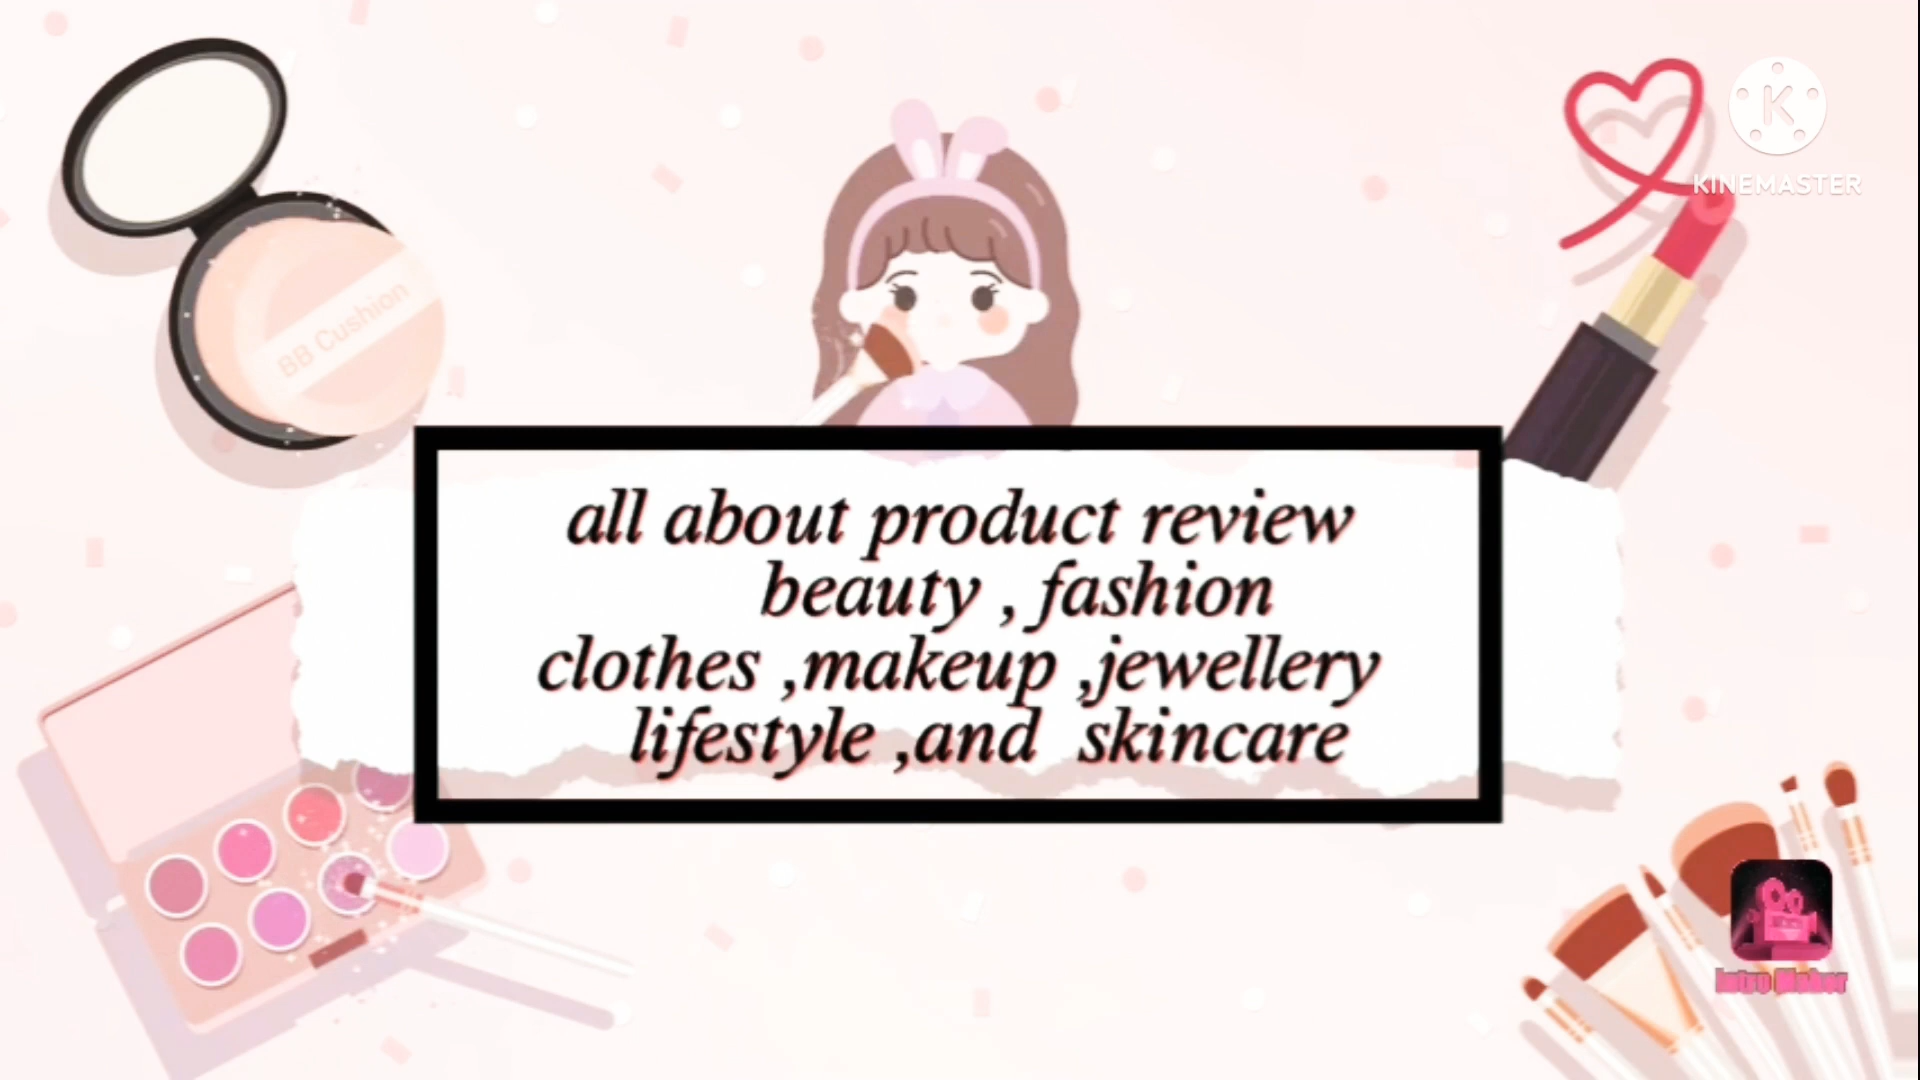 K
KINEMASTER
BB Cushion
all about product review
beauty , fashion
clothes ,makeup ,jewellery
lifestyle ,and skincare
Intro Maker